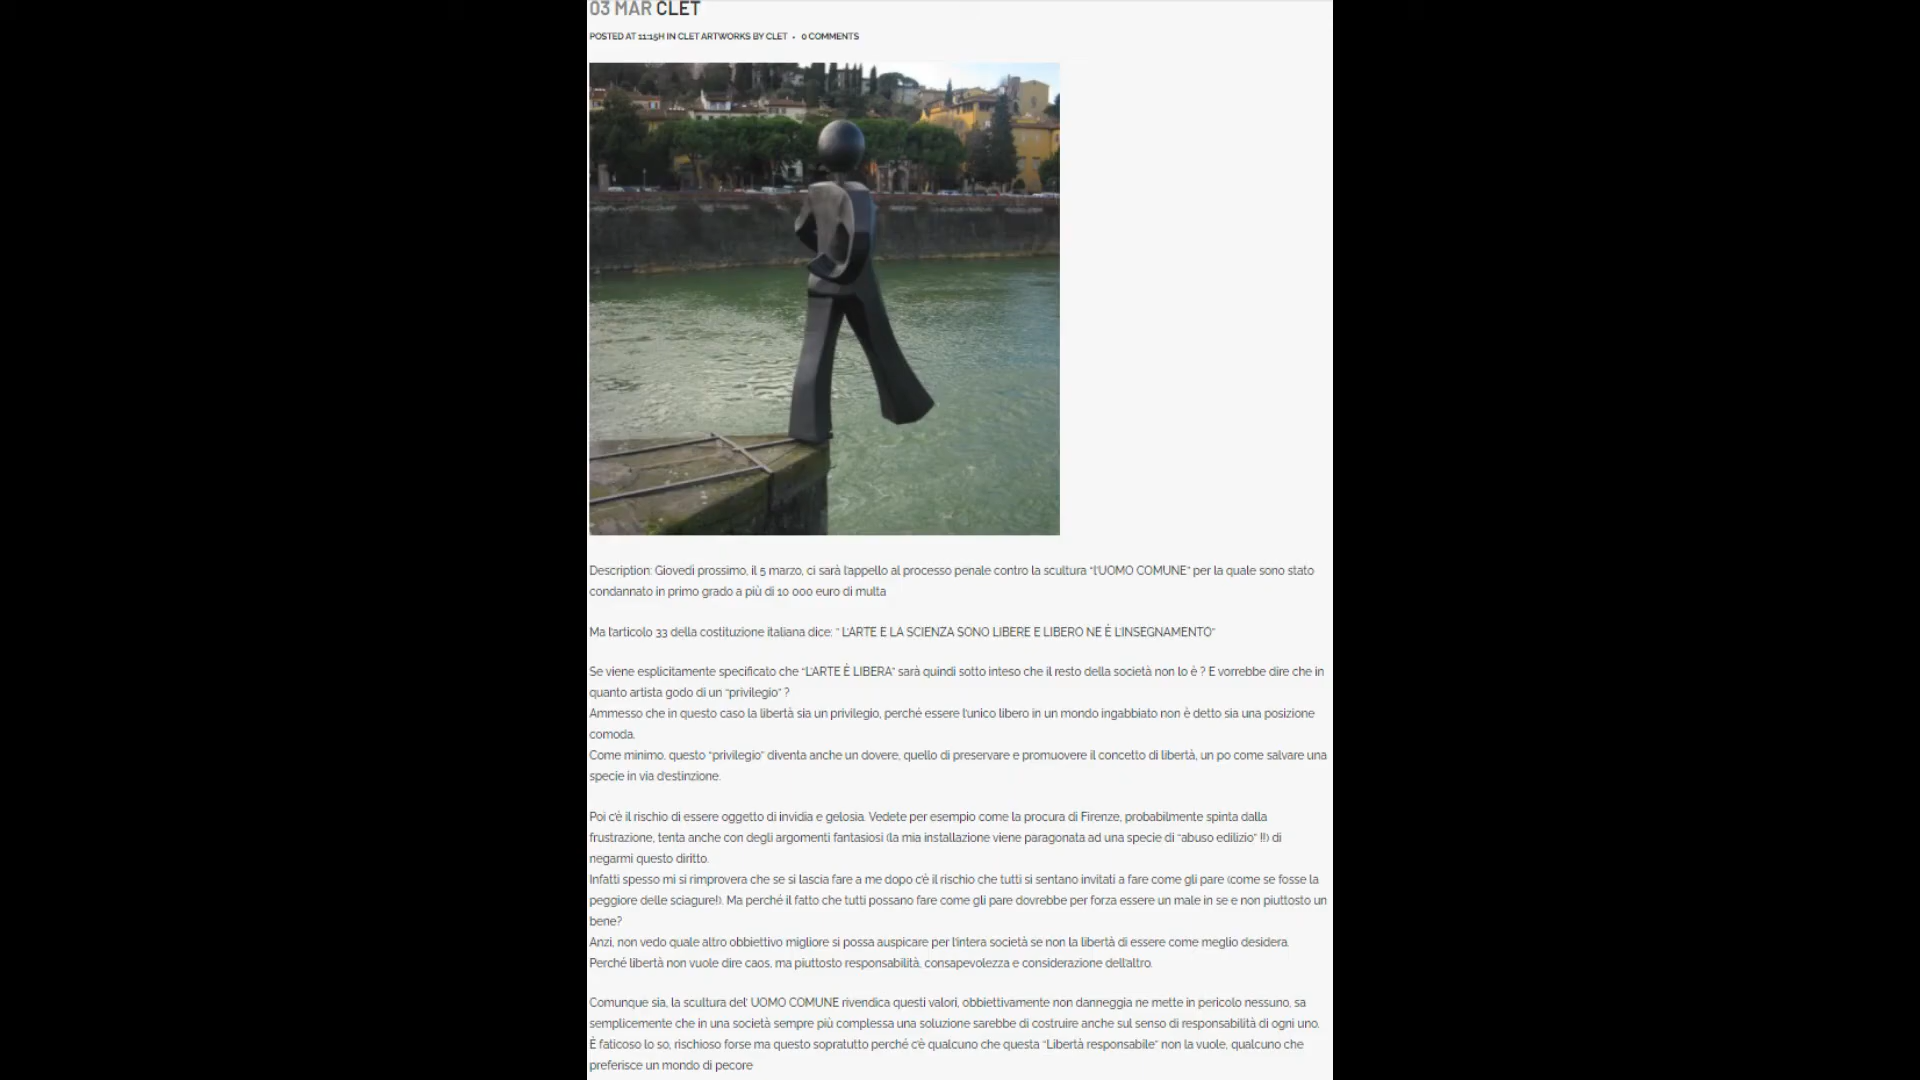 03 MAR CLET
POSTED AT 11:15H IN CLET ARTWORKS BY CLET • 0 COMMENTS
Description: Giovedì prossimo, il 5 marzo, ci sarà l'appello al processo penale contro la scultura "l'UOMO COMUNE" per la quale sono stato
condannato in primo grado a più di 10 000 euro di multa
Ma l'articolo 33 della costituzione italiana dice: " L'ARTE E LA SCIENZA SONO LIBERE E LIBERO NE È L'INSEGNAMENTO"
Se viene esplicitamente specificato che "L'ARTE È LIBERA" sarà quindi sotto inteso che il resto della società non lo è ? E vorrebbe dire che in
quanto artista godo di un "privilegio" ?
Ammesso che in questo caso la libertà sia un privilegio, perché essere l'unico libero in un mondo ingabbiato non è detto sia una posizione
comoda.
Come minimo, questo "privilegio" diventa anche un dovere, quello di preservare e promuovere il concetto di libertà, un po come salvare una
specie in via d'estinzione.
Poi c'è il rischio di essere oggetto di invidia e gelosia. Vedete per esempio come la procura di Firenze, probabilmente spinta dalla
frustrazione, tenta anche con degli argomenti fantasiosi (la mia installazione viene paragonata ad una specie di "abuso edilizio" !!) di
negarmi questo diritto.
Infatti spesso mi si rimprovera che se si lascia fare a me dopo c'è il rischio che tutti si sentano invitati a fare come gli pare (come se fosse la
peggiore delle sciagure!). Ma perché il fatto che tutti possano fare come gli pare dovrebbe per forza essere un male in se e non piuttosto un
bene?
Anzi, non vedo quale altro obbiettivo migliore si possa auspicare per l'intera società se non la libertà di essere come meglio desidera.
Perché libertà non vuole dire caos, ma piuttosto responsabilità, consapevolezza e considerazione dell'altro.
Comunque sia, la scultura del' UOMO COMUNE rivendica questi valori, obbiettivamente non danneggia ne mette in pericolo nessuno, sa
semplicemente che in una società sempre più complessa una soluzione sarebbe di costruire anche sul senso di responsabilità di ogni uno.
È faticoso lo so, rischioso forse ma questo sopratutto perché c'è qualcuno che questa "Libertà responsabile" non la vuole, qualcuno che
preferisce un mondo di pecore